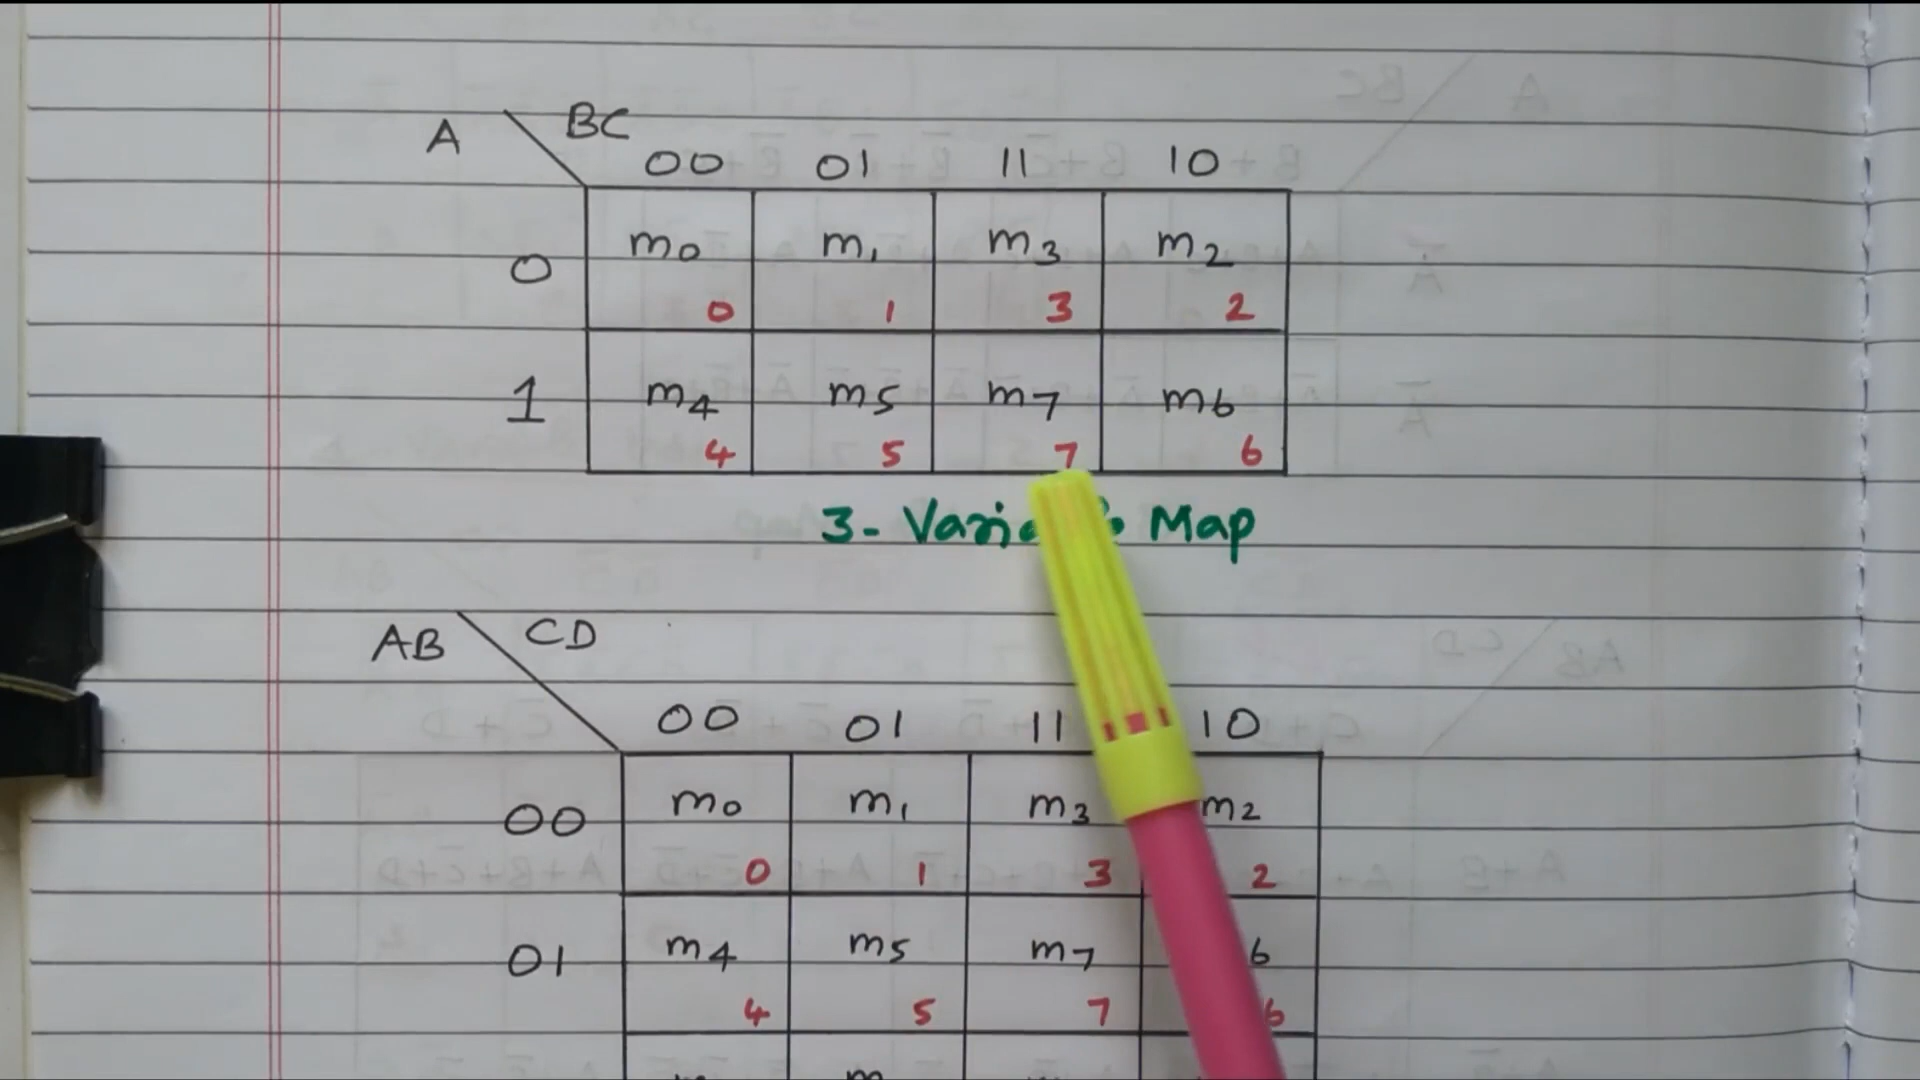 A BC
00 01 11 10
0 m0 m1 m3 m2
0 1 3 2
1 m4 m5 m7 m6
4 5 7 6
3- Map
AB CD
00 01 11 10
00 m0 m1 m3 m2
0 1 3 2
01 m4 m5 m7 6
4 5 7 6